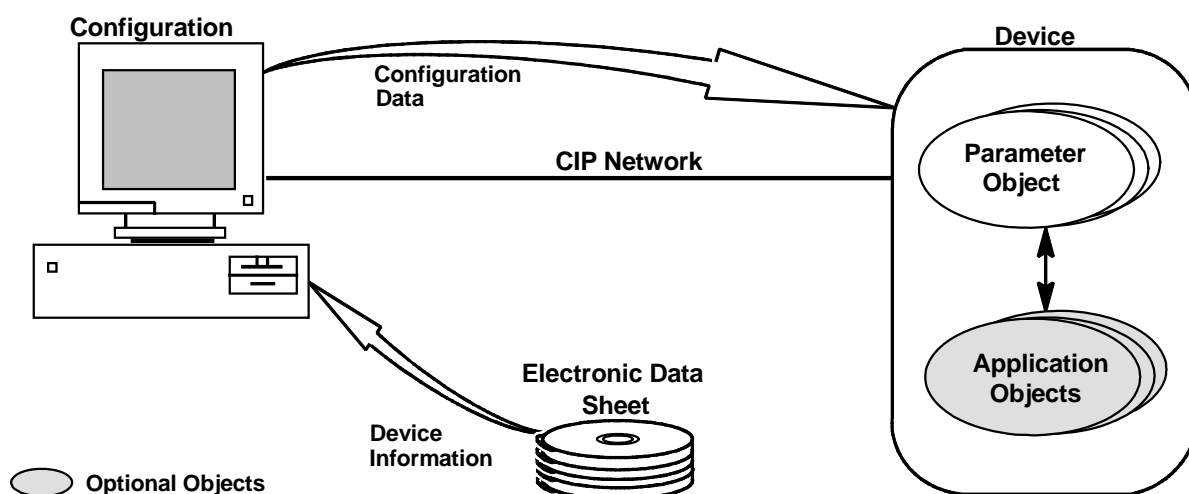 Configuration
Device
Configuration
Data
CIP Network
Parameter
Object
Application
Objects
Electronic Data
Sheet
Device
Information
Optional Objects